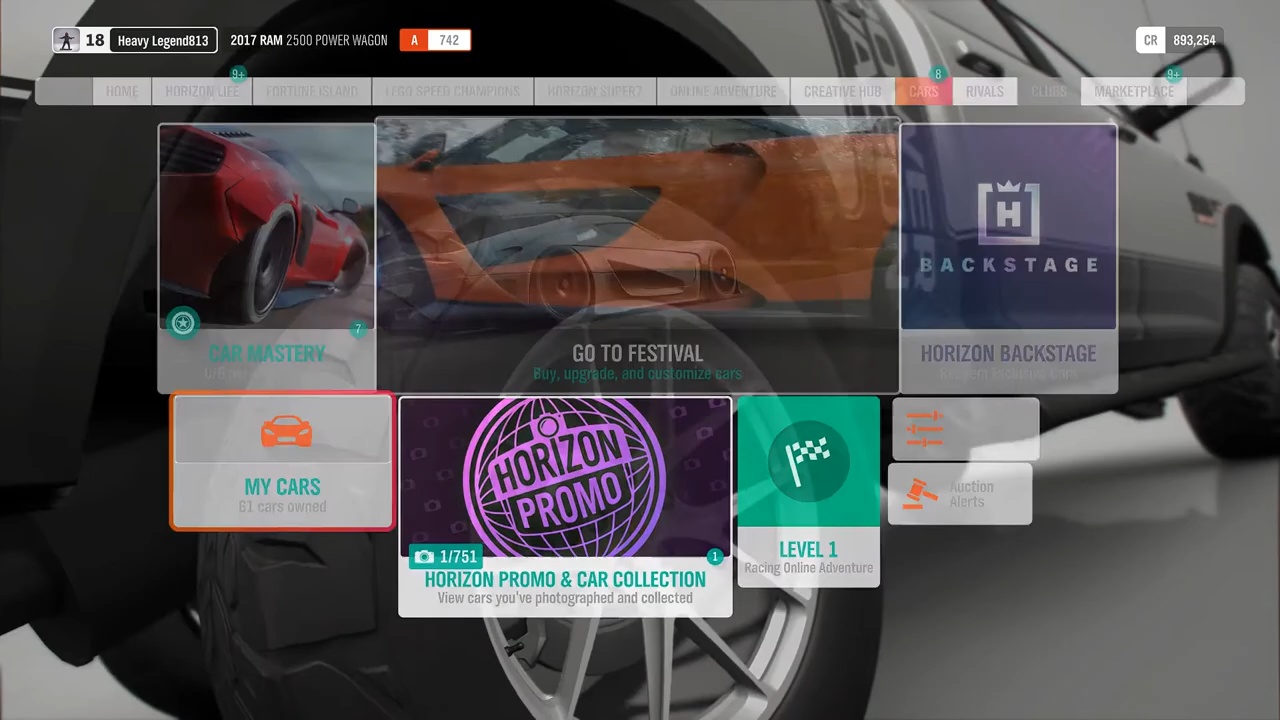 18 Heavy Legend813 2017 RAM 2500 POWER WAGON A 742 CR 893,254
9+ 8 9+
HOME HORIZON LIFE FORTUNE ISLAND LEGO SPEED CHAMPIONS HORIZON SUPER7 ONLINE ADVENTURE CREATIVE HUB CARS RIVALS CLUBS MARKETPLACE
H
BACKSTAGE
7
CAR MASTERY
GO TO FESTIVAL
Buy, upgrade, and customize cars
HORIZON BACKSTAGE
Redeem Exclusive Cars
MY CARS
61 cars owned
HORIZON
PROMO
1/751 1
HORIZON PROMO & CAR COLLECTION
View cars you've photographed and collected
LEVEL 1
Racing Online Adventure
Auction
Alerts